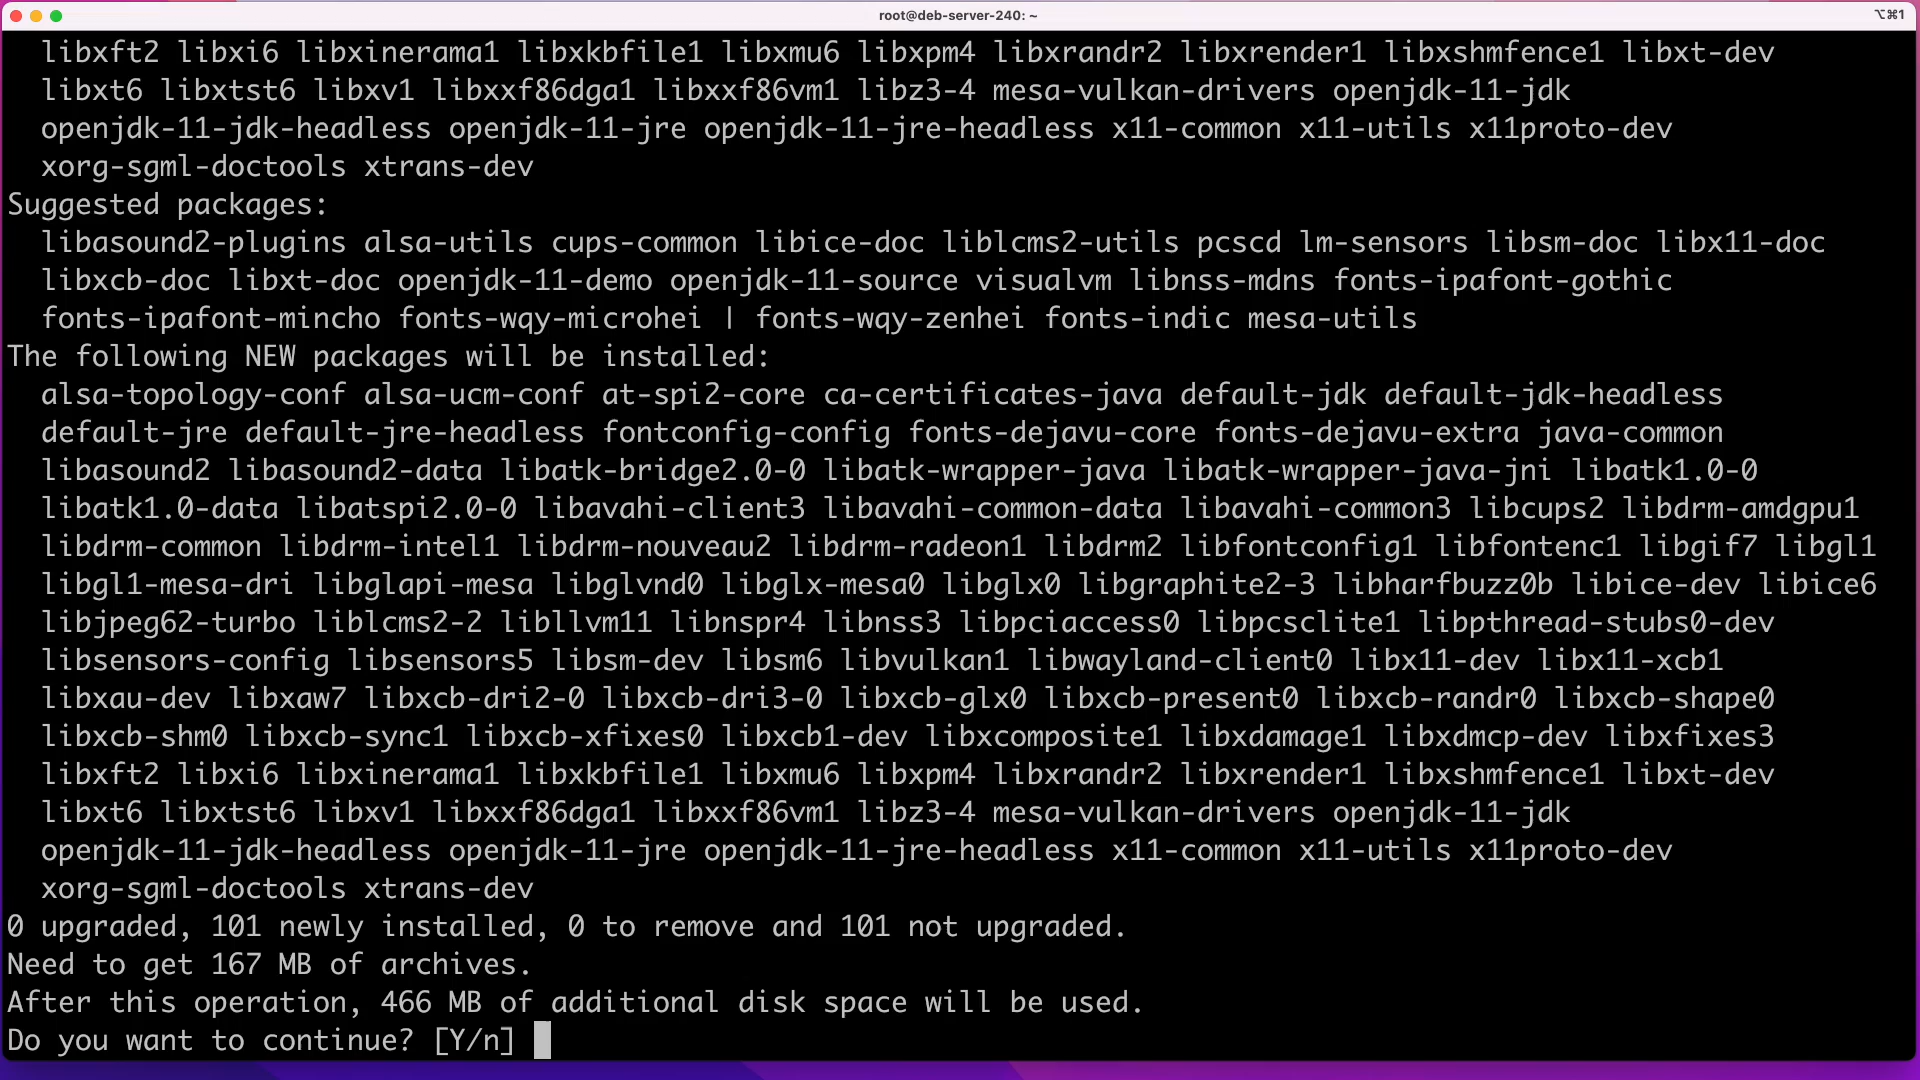 root@deb-server-240: ~
⌥⌘1
libxft2 libxi6 libxinerama1 libxkbfile1 libxmu6 libxpm4 libxrandr2 libxrender1 libxshmfence1 libxt-dev
libxt6 libxtst6 libxv1 libxxf86dga1 libxxf86vm1 libz3-4 mesa-vulkan-drivers openjdk-11-jdk
openjdk-11-jdk-headless openjdk-11-jre openjdk-11-jre-headless x11-common x11-utils x11proto-dev
xorg-sgml-doctools xtrans-dev
Suggested packages:
libasound2-plugins alsa-utils cups-common libice-doc liblcms2-utils pcscd lm-sensors libsm-doc libx11-doc
libxcb-doc libxt-doc openjdk-11-demo openjdk-11-source visualvm libnss-mdns fonts-ipafont-gothic
fonts-ipafont-mincho fonts-wqy-microhei | fonts-wqy-zenhei fonts-indic mesa-utils
The following NEW packages will be installed:
alsa-topology-conf alsa-ucm-conf at-spi2-core ca-certificates-java default-jdk default-jdk-headless
default-jre default-jre-headless fontconfig-config fonts-dejavu-core fonts-dejavu-extra java-common
libasound2 libasound2-data libatk-bridge2.0-0 libatk-wrapper-java libatk-wrapper-java-jni libatk1.0-0
libatk1.0-data libatspi2.0-0 libavahi-client3 libavahi-common-data libavahi-common3 libcups2 libdrm-amdgpu1
libdrm-common libdrm-intel1 libdrm-nouveau2 libdrm-radeon1 libdrm2 libfontconfig1 libfontenc1 libgif7 libgl1
libgl1-mesa-dri libglapi-mesa libglvnd0 libglx-mesa0 libglx0 libgraphite2-3 libharfbuzz0b libice-dev libice6
libjpeg62-turbo liblcms2-2 libllvm11 libnspr4 libnss3 libpciaccess0 libpcsclite1 libpthread-stubs0-dev
libsensors-config libsensors5 libsm-dev libsm6 libvulkan1 libwayland-client0 libx11-dev libx11-xcb1
libxau-dev libxaw7 libxcb-dri2-0 libxcb-dri3-0 libxcb-glx0 libxcb-present0 libxcb-randr0 libxcb-shape0
libxcb-shm0 libxcb-sync1 libxcb-xfixes0 libxcb1-dev libxcomposite1 libxdamage1 libxdmcp-dev libxfixes3
libxft2 libxi6 libxinerama1 libxkbfile1 libxmu6 libxpm4 libxrandr2 libxrender1 libxshmfence1 libxt-dev
libxt6 libxtst6 libxv1 libxxf86dga1 libxxf86vm1 libz3-4 mesa-vulkan-drivers openjdk-11-jdk
openjdk-11-jdk-headless openjdk-11-jre openjdk-11-jre-headless x11-common x11-utils x11proto-dev
xorg-sgml-doctools xtrans-dev
0 upgraded, 101 newly installed, 0 to remove and 101 not upgraded.
Need to get 167 MB of archives.
After this operation, 466 MB of additional disk space will be used.
Do you want to continue? [Y/n]